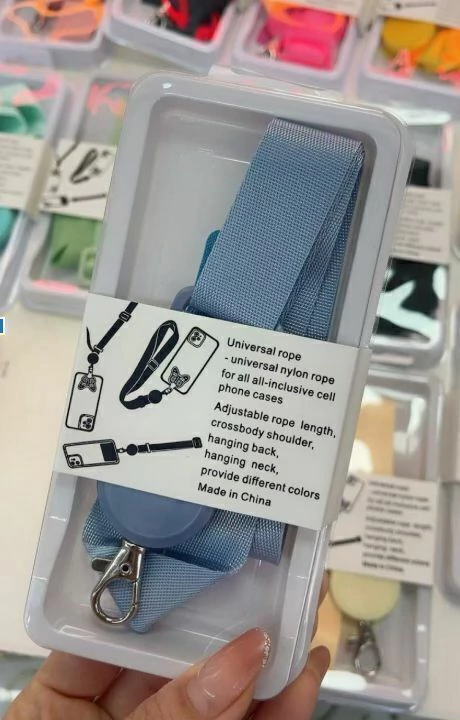 Universal rope
- universal nylon rope
for all all-inclusive cell
phone cases
Adjustable rope length,
crossbody shoulder,
hanging back,
hanging neck,
provide different colors
Made in China